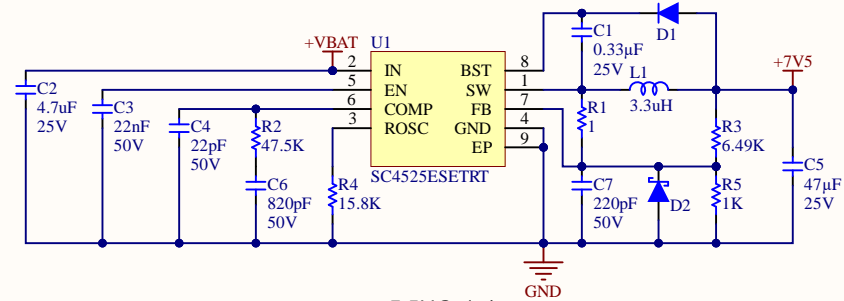 +VBAT
U1
SC4525ESETRT
2 IN
5 EN
6 COMP
3 ROSC
BST 8
SW 1
FB 7
GND 4
EP 9
C2
4.7uF
25V
C3
22nF
50V
C4
22pF
50V
R2
47.5K
C6
820pF
50V
R4
15.8K
C1
0.33µF
25V
D1
L1
3.3uH
+7V5
R1
1
R3
6.49K
C7
220pF
50V
D2
R5
1K
C5
47µF
25V
GND